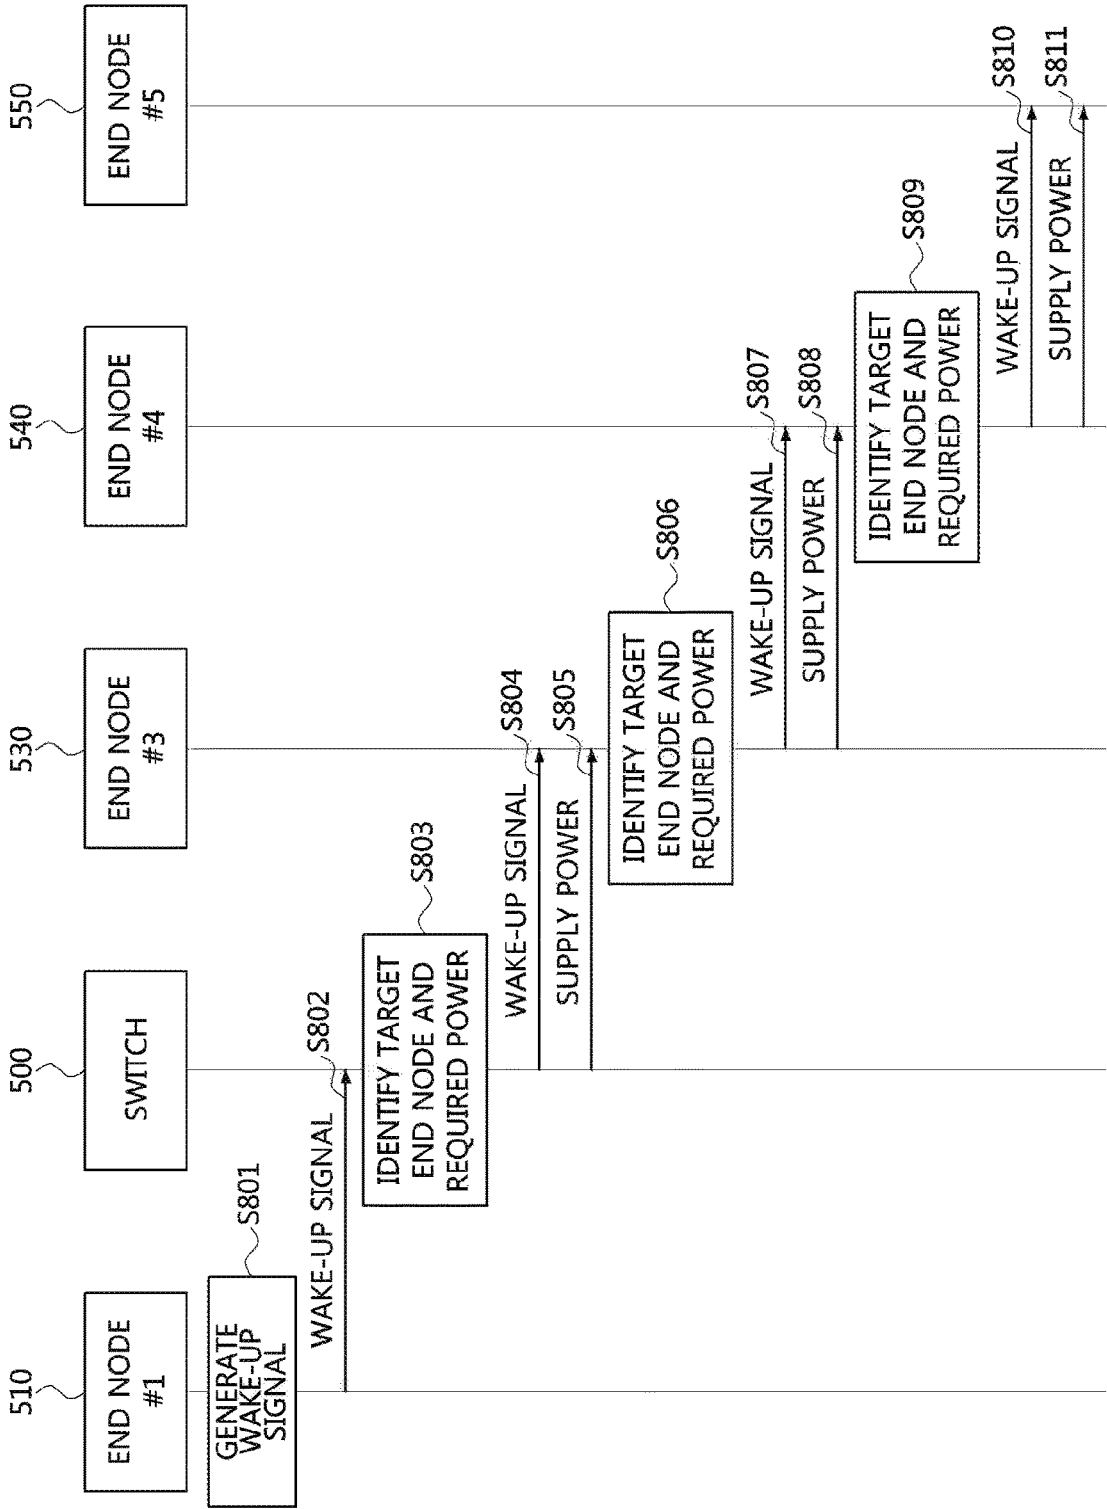 510
500
530
540
550
END NODE
#1
SWITCH
END NODE
#3
END NODE
#4
END NODE
#5
GENERATE
WAKE-UP
SIGNAL
S801
WAKE-UP SIGNAL
S802
IDENTIFY TARGET
END NODE AND
REQUIRED POWER
S803
WAKE-UP SIGNAL
S804
SUPPLY POWER
S805
IDENTIFY TARGET
END NODE AND
REQUIRED POWER
S806
WAKE-UP SIGNAL
S807
SUPPLY POWER
S808
IDENTIFY TARGET
END NODE AND
REQUIRED POWER
S809
WAKE-UP SIGNAL
S810
SUPPLY POWER
S811